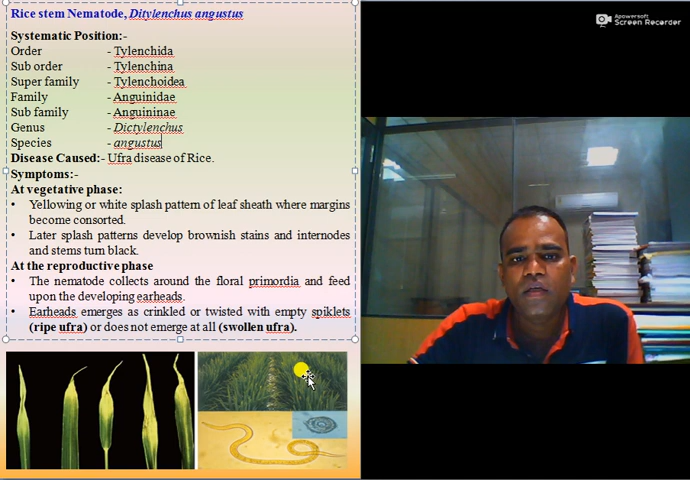 Rice stem Nematode, Ditylenchus angustus
Systematic Position:-
Order - Tylenchida
Sub order - Tylenchina
Super family - Tylenchoidea
Family - Anguinidae
Sub family - Anguininae
Genus - Dictylenchus
Species - angustus
Disease Caused:- Ufra disease of Rice.
Symptoms:-
At vegetative phase:
• Yellowing or white splash pattern of leaf sheath where margins
become consorted.
• Later splash patterns develop brownish stains and internodes
and stems turn black.
At the reproductive phase
• The nematode collects around the floral primordia and feed
upon the developing earheads.
• Earheads emerges as crinkled or twisted with empty spiklets
(ripe ufra) or does not emerge at all (swollen ufra).
Apowersoft
Screen Recorder